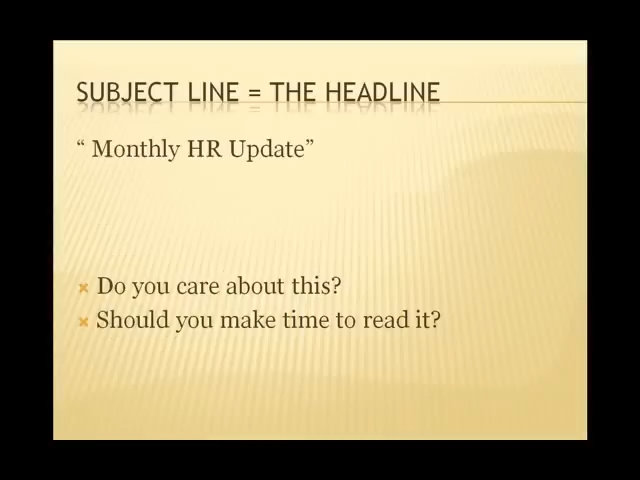 SUBJECT LINE = THE HEADLINE
“ Monthly HR Update”
Do you care about this?
Should you make time to read it?